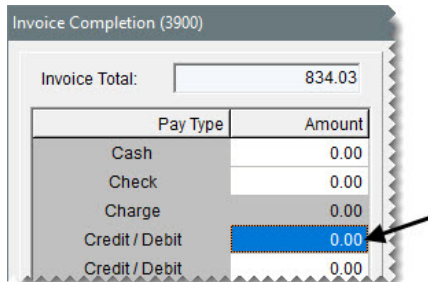 Invoice Completion (3900)
Invoice Total: 834.03
Pay Type Amount
Cash 0.00
Check 0.00
Charge 0.00
Credit / Debit 0.00
Credit / Debit 0.00